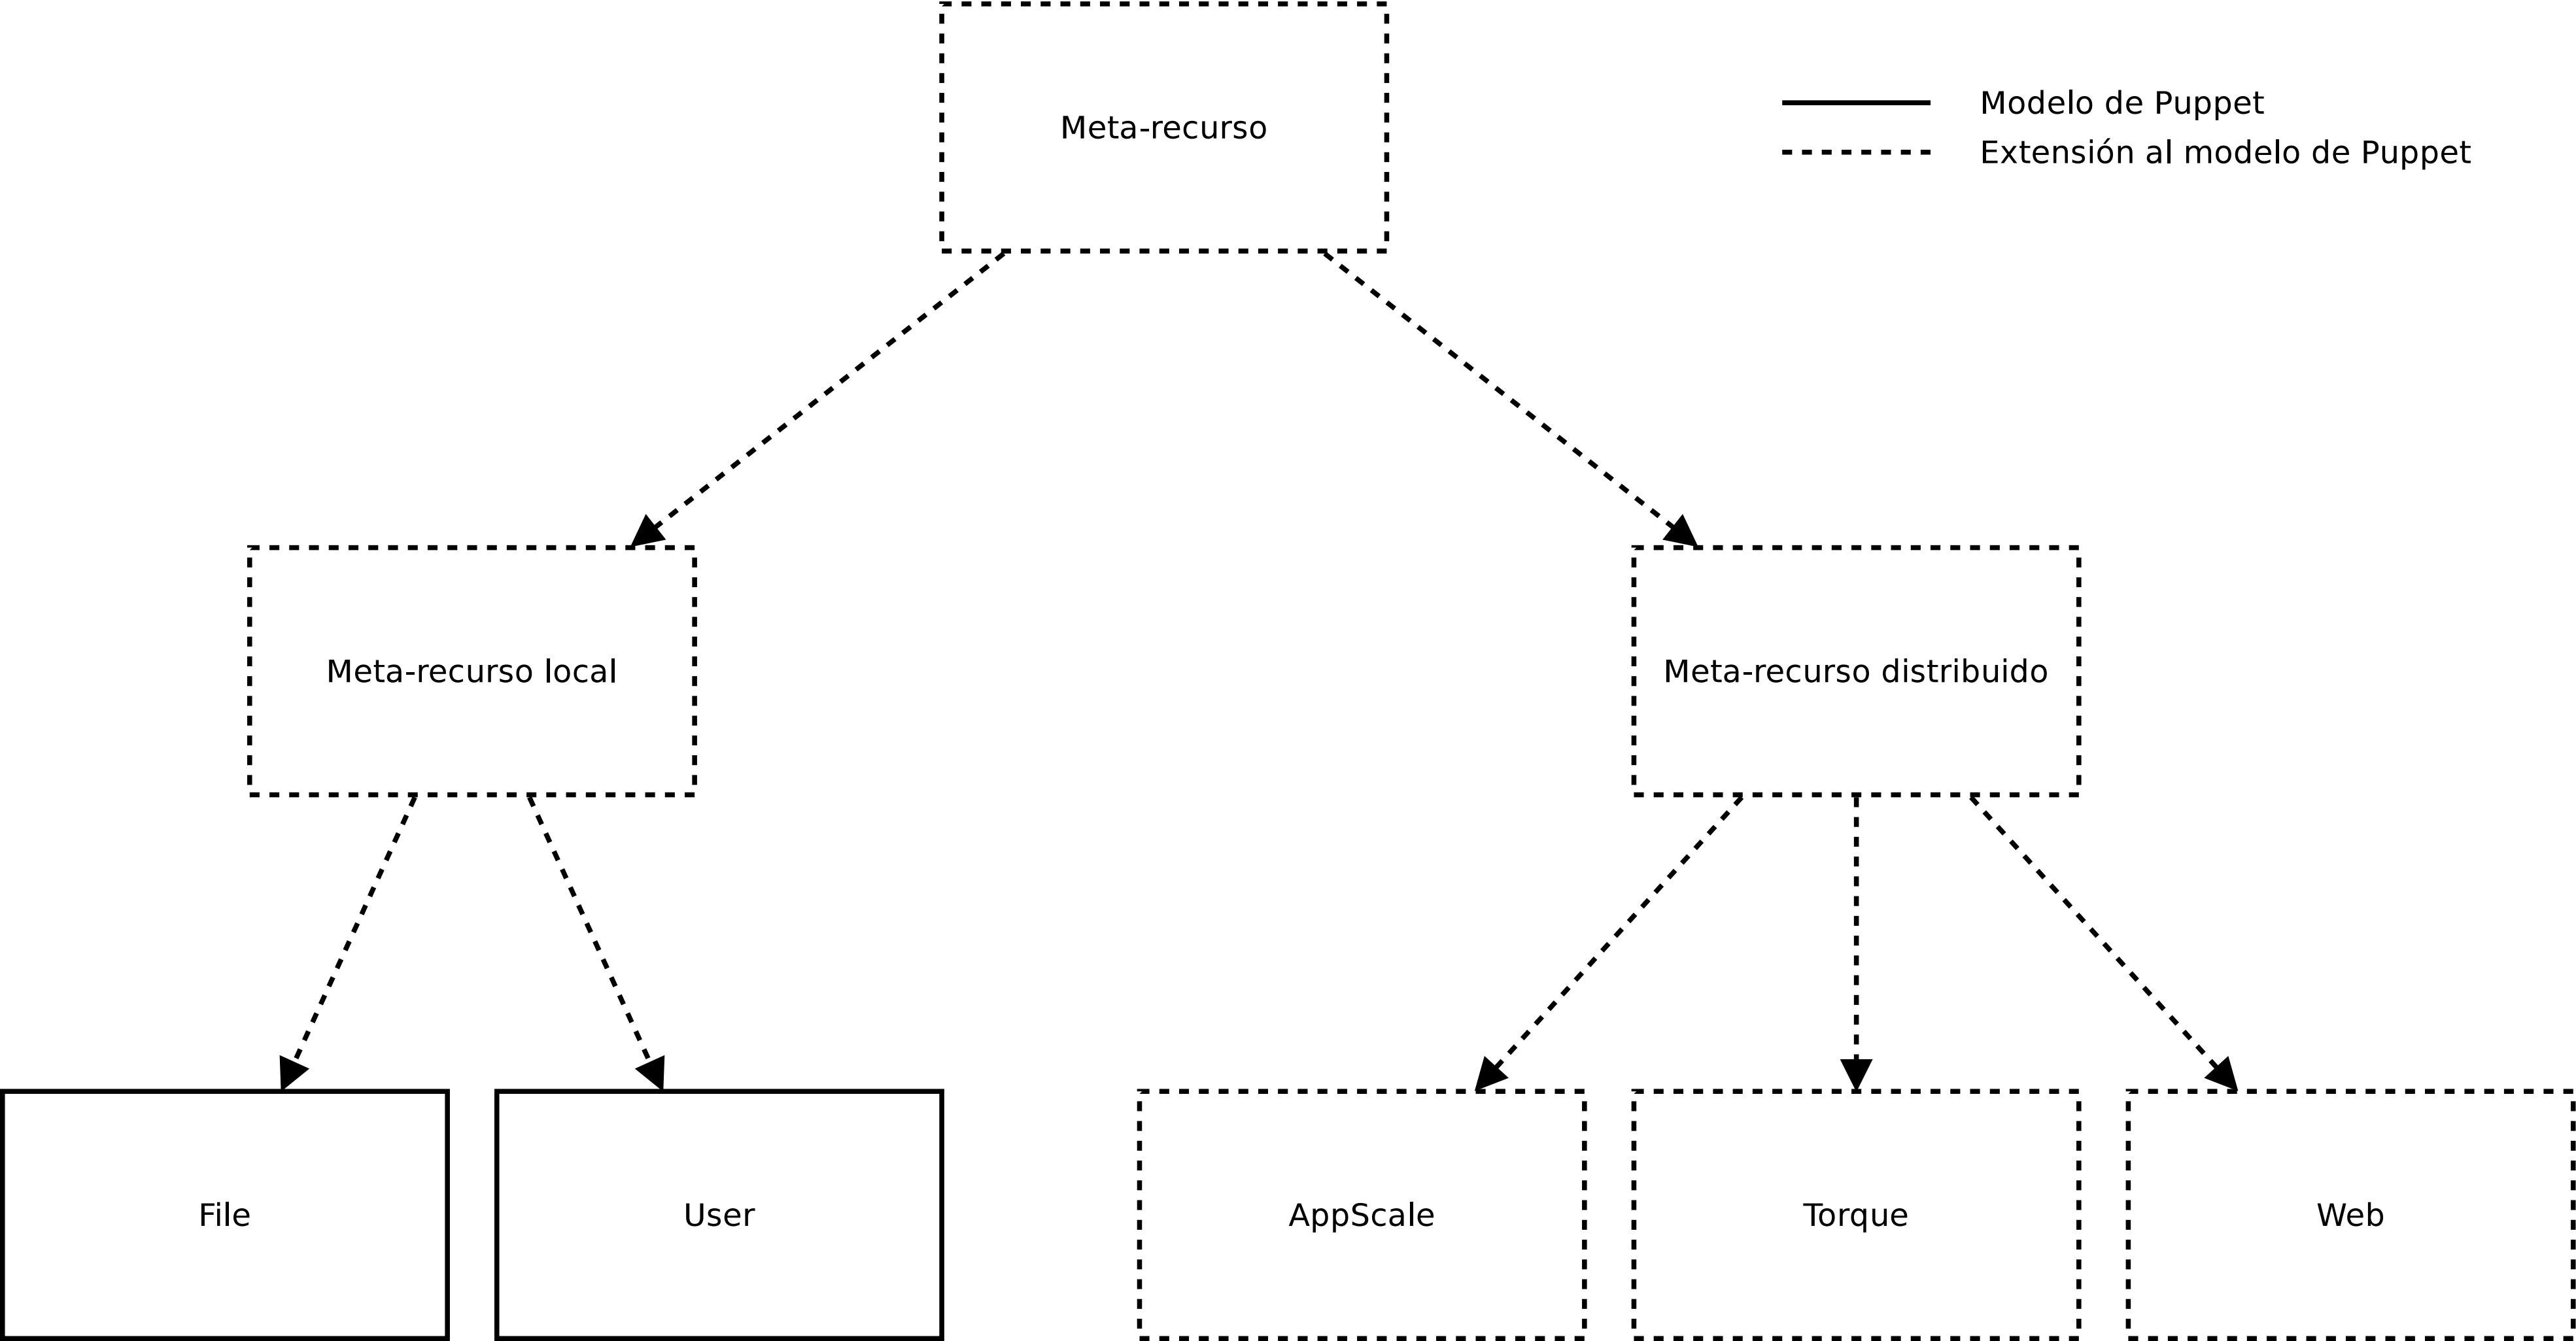 Meta-recurso
Modelo de Puppet
Extensión al modelo de Puppet
Meta-recurso local
Meta-recurso distribuido
File
User
AppScale
Torque
Web